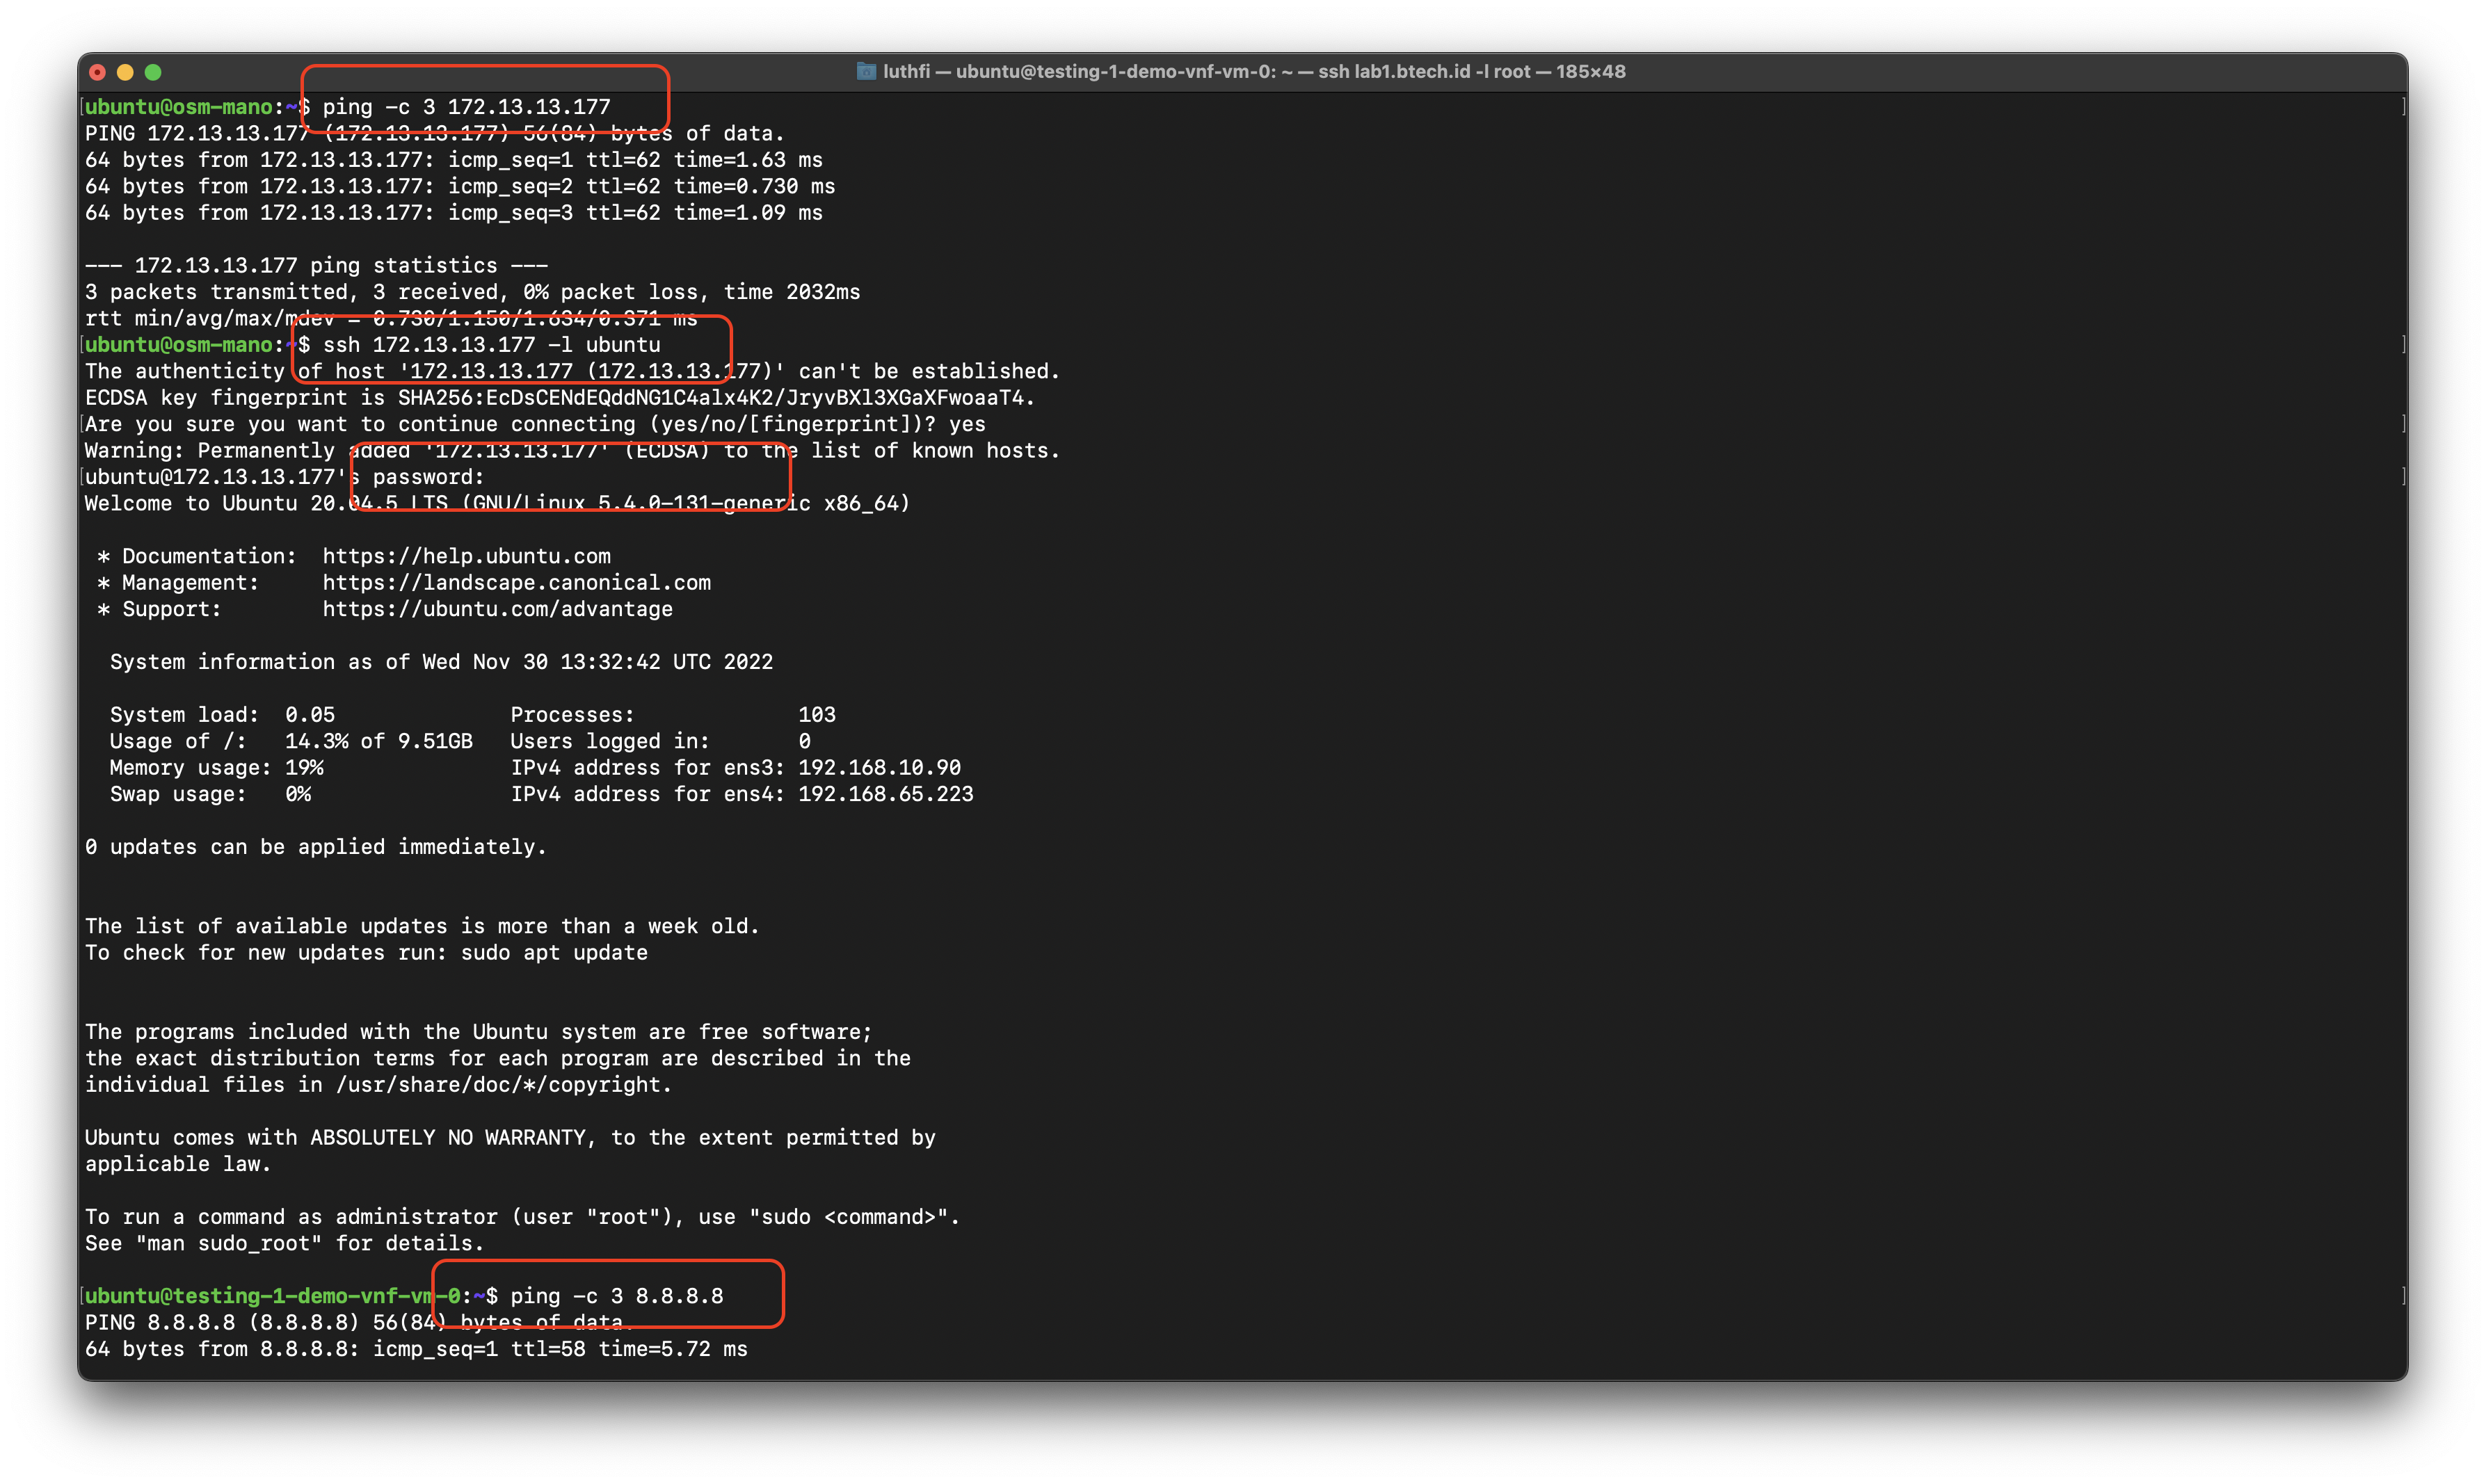 luthfi — ubuntu@testing-1-demo-vnf-vm-0: ~ — ssh lab1.btech.id -l root — 185×48
[ubuntu@osm-mano:~$ ping -c 3 172.13.13.177 ]
PING 172.13.13.177 (172.13.13.177) 56(84) bytes of data.
64 bytes from 172.13.13.177: icmp_seq=1 ttl=62 time=1.63 ms
64 bytes from 172.13.13.177: icmp_seq=2 ttl=62 time=0.730 ms
64 bytes from 172.13.13.177: icmp_seq=3 ttl=62 time=1.09 ms
--- 172.13.13.177 ping statistics ---
3 packets transmitted, 3 received, 0% packet loss, time 2032ms
rtt min/avg/max/mdev = 0.730/1.150/1.634/0.371 ms
[ubuntu@osm-mano:~$ ssh 172.13.13.177 -l ubuntu ]
The authenticity of host '172.13.13.177 (172.13.13.177)' can't be established.
ECDSA key fingerprint is SHA256:EcDsCENdEQddNG1C4alx4K2/JryvBXl3XGaXFwoaaT4.
[Are you sure you want to continue connecting (yes/no/[fingerprint])? yes ]
Warning: Permanently added '172.13.13.177' (ECDSA) to the list of known hosts.
[ubuntu@172.13.13.177's password: ]
Welcome to Ubuntu 20.04.5 LTS (GNU/Linux 5.4.0-131-generic x86_64)
* Documentation: https://help.ubuntu.com
* Management: https://landscape.canonical.com
* Support: https://ubuntu.com/advantage
System information as of Wed Nov 30 13:32:42 UTC 2022
System load: 0.05 Processes: 103
Usage of /: 14.3% of 9.51GB Users logged in: 0
Memory usage: 19% IPv4 address for ens3: 192.168.10.90
Swap usage: 0% IPv4 address for ens4: 192.168.65.223
0 updates can be applied immediately.
The list of available updates is more than a week old.
To check for new updates run: sudo apt update
The programs included with the Ubuntu system are free software;
the exact distribution terms for each program are described in the
individual files in /usr/share/doc/*/copyright.
Ubuntu comes with ABSOLUTELY NO WARRANTY, to the extent permitted by
applicable law.
To run a command as administrator (user "root"), use "sudo <command>".
See "man sudo_root" for details.
[ubuntu@testing-1-demo-vnf-vm-0:~$ ping -c 3 8.8.8.8 ]
PING 8.8.8.8 (8.8.8.8) 56(84) bytes of data.
64 bytes from 8.8.8.8: icmp_seq=1 ttl=58 time=5.72 ms